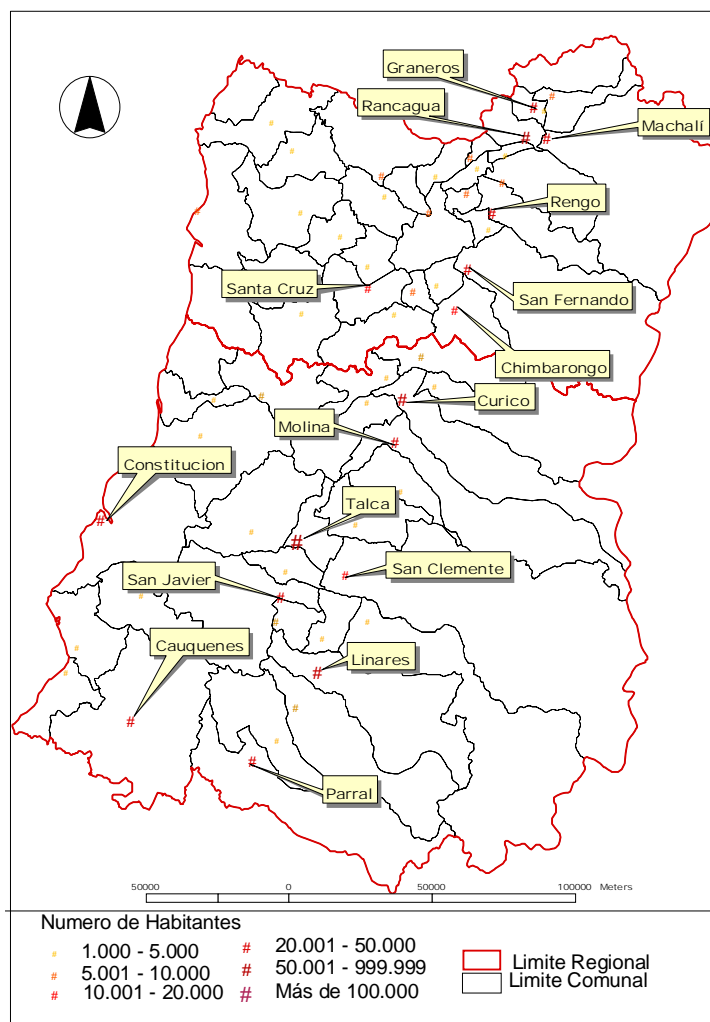 Graneros
Rancagua
Machalí
Rengo
Santa Cruz
San Fernando
Chimbarongo
Curico
Molina
Constitucion
Talca
San Clemente
San Javier
Cauquenes
Linares
Parral
50000 0 50000 100000 Meters
Numero de Habitantes
# 1.000 - 5.000
# 5.001 - 10.000
# 10.001 - 20.000
# 20.001 - 50.000
# 50.001 - 999.999
# Más de 100.000
Limite Regional
Limite Comunal